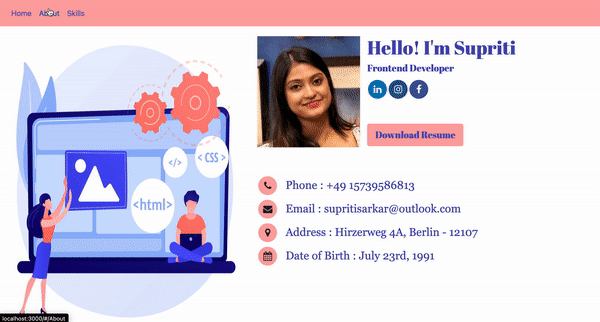 Home About Skills
Hello! I'm Supriti
Frontend Developer
in f
Download Resume
</>
< CSS >
<html>
Phone : +49 15739586813
Email : supritisarkar@outlook.com
Address : Hirzerweg 4A, Berlin - 12107
Date of Birth : July 23rd, 1991
localhost:3000/#/About